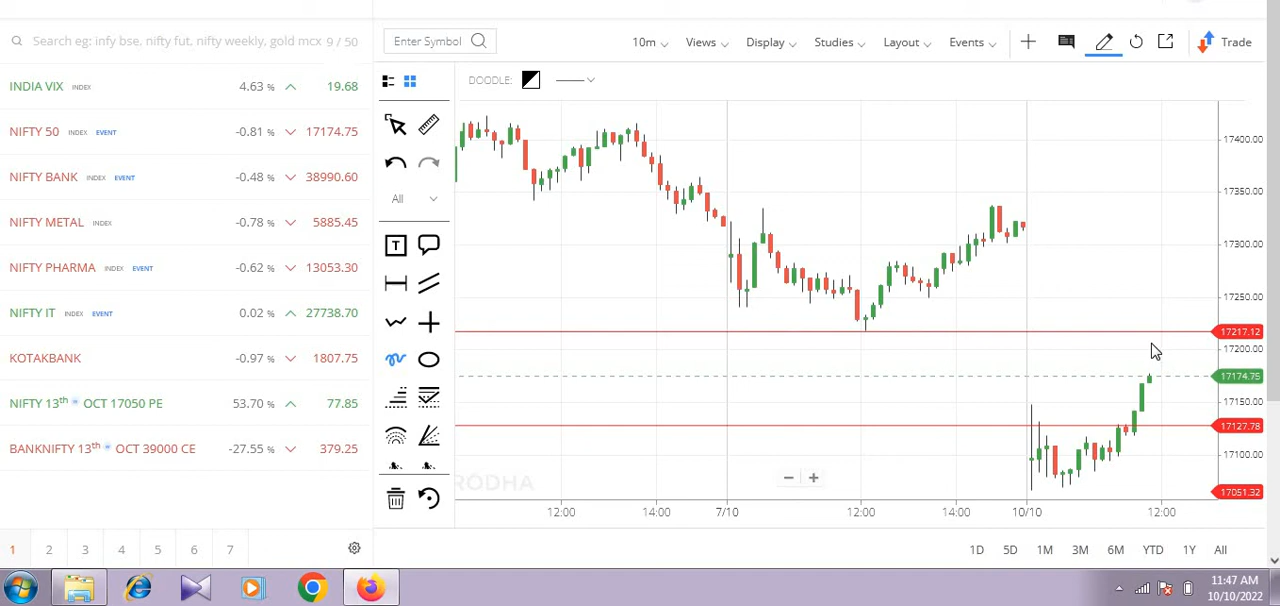 Search eg: infy bse, nifty fut, nifty weekly, gold mcx 9 / 50
INDIA VIX INDEX 4.63 % 19.68
NIFTY 50 INDEX EVENT -0.81 % 17174.75
NIFTY BANK INDEX EVENT -0.48 % 38990.60
NIFTY METAL INDEX -0.78 % 5885.45
NIFTY PHARMA INDEX EVENT -0.62 % 13053.30
NIFTY IT INDEX EVENT 0.02 % 27738.70
KOTAKBANK -0.97 % 1807.75
NIFTY 13th OCT 17050 PE 53.70 % 77.85
BANKNIFTY 13th OCT 39000 CE -27.55 % 379.25
1 2 3 4 5 6 7
Enter Symbol 10m Views Display Studies Layout Events Trade
DOODLE:
All
T
17400.00
17350.00
17300.00
17250.00
17217.12
17200.00
17174.75
17150.00
17127.78
17100.00
17051.32
RODHA
12:00 14:00 7/10 12:00 14:00 10/10 12:00
1D 5D 1M 3M 6M YTD 1Y All
11:47 AM
10/10/2022